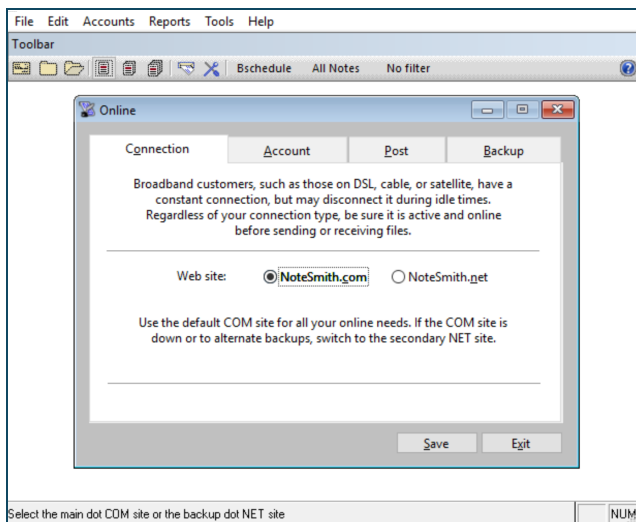 File Edit Accounts Reports Tools Help
Toolbar
Bschedule All Notes No filter
Online
Connection Account Post Backup
Broadband customers, such as those on DSL, cable, or satellite, have a
constant connection, but may disconnect it during idle times.
Regardless of your connection type, be sure it is active and online
before sending or receiving files.
Web site: NoteSmith.com NoteSmith.net
Use the default COM site for all your online needs. If the COM site is
down or to alternate backups, switch to the secondary NET site.
Save Exit
Select the main dot COM site or the backup dot NET site NUM